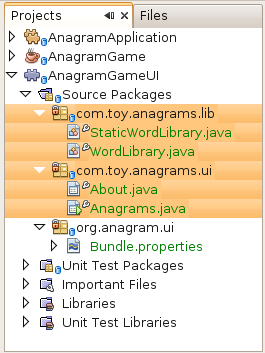 Projects Files
AnagramApplication
AnagramGame
AnagramGameUI
Source Packages
com.toy.anagrams.lib
StaticWordLibrary.java
WordLibrary.java
com.toy.anagrams.ui
About.java
Anagrams.java
org.anagram.ui
Bundle.properties
Unit Test Packages
Important Files
Libraries
Unit Test Libraries